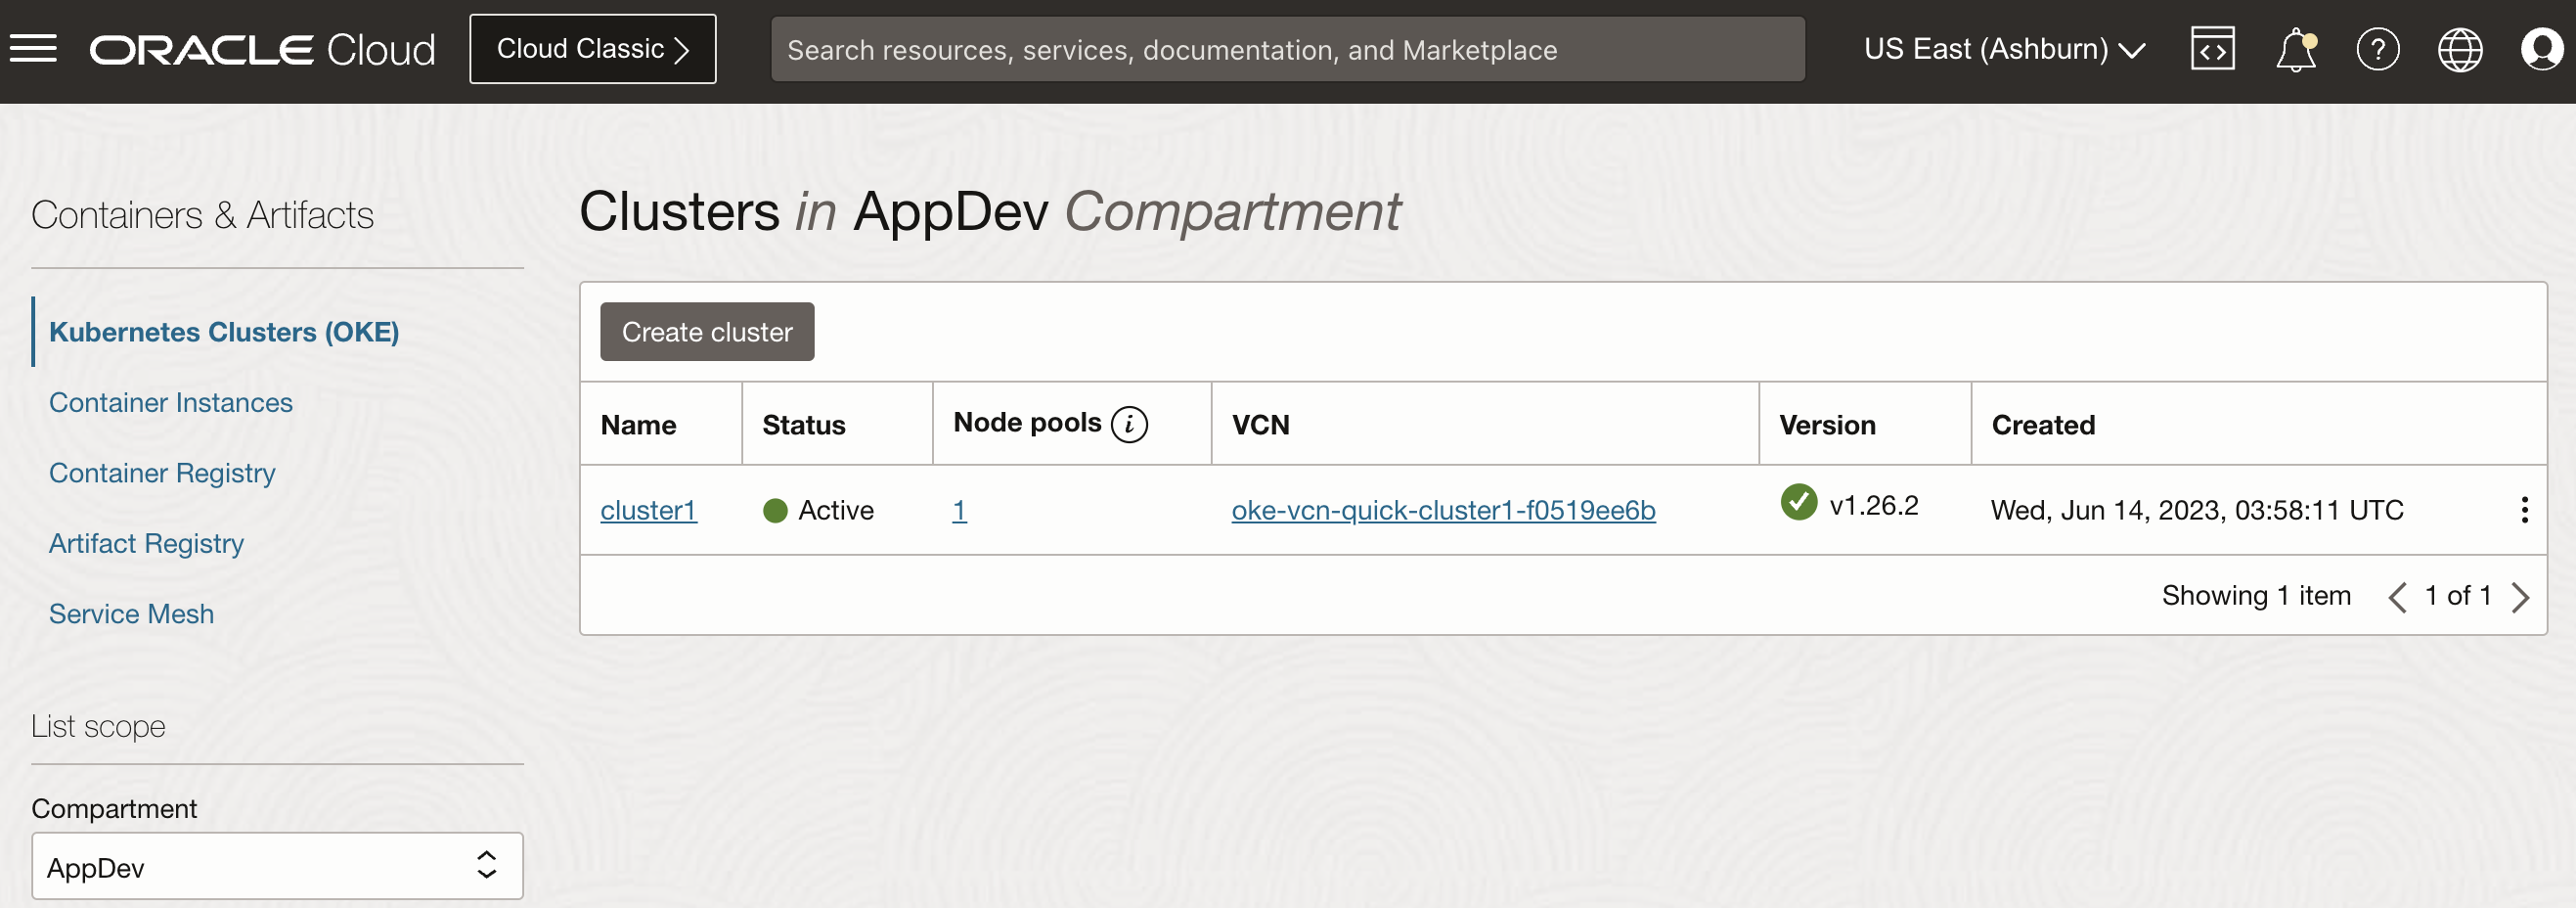 ORACLE Cloud
Cloud Classic
Search resources, services, documentation, and Marketplace
US East (Ashburn)
Containers & Artifacts
Kubernetes Clusters (OKE)
Container Instances
Container Registry
Artifact Registry
Service Mesh
List scope
Compartment
AppDev
Clusters in AppDev Compartment
Create cluster
Name Status Node pools i VCN Version Created
cluster1 Active 1 oke-vcn-quick-cluster1-f0519ee6b v1.26.2 Wed, Jun 14, 2023, 03:58:11 UTC
Showing 1 item 1 of 1